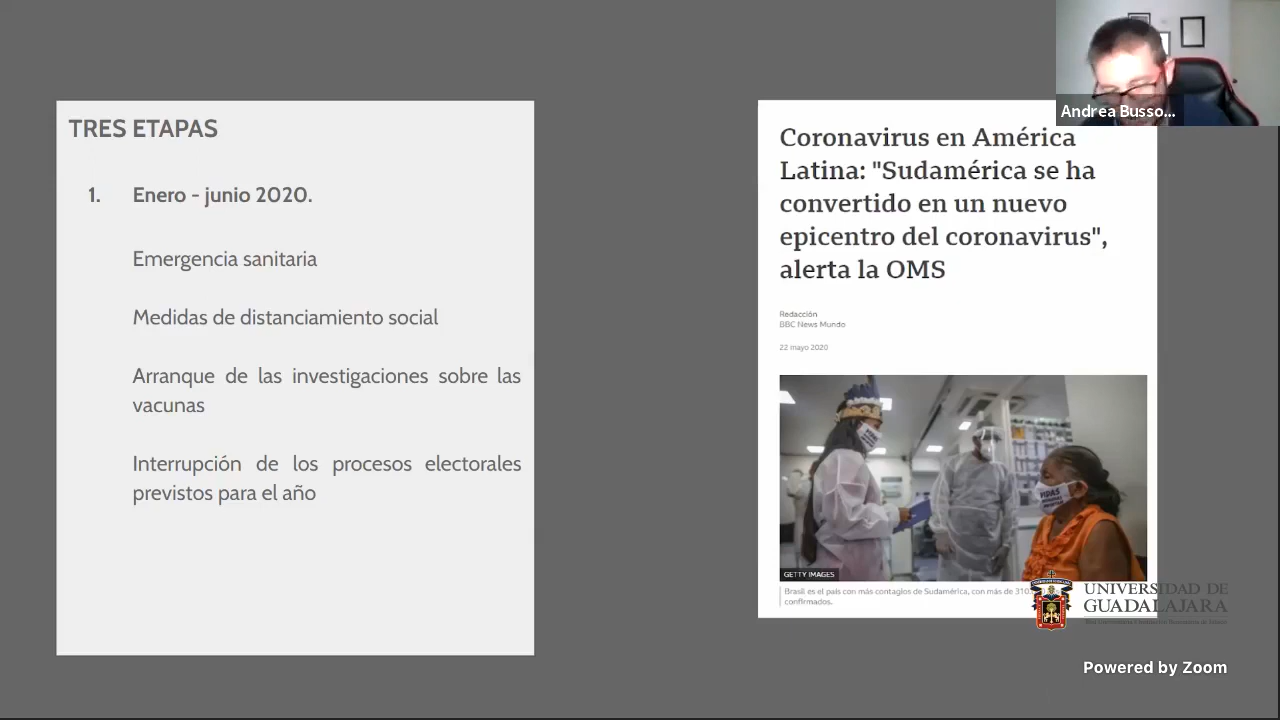 TRES ETAPAS
1. Enero - junio 2020.
Emergencia sanitaria
Medidas de distanciamiento social
Arranque de las investigaciones sobre las
vacunas
Interrupción de los procesos electorales
previstos para el año
Andrea Busso...
Coronavirus en América
Latina: "Sudamérica se ha
convertido en un nuevo
epicentro del coronavirus",
alerta la OMS
Redacción
BBC News Mundo
22 mayo 2020
VIDAS
GETTY IMAGES
Brasil es el país con más contagios de Sudamérica, con más de 310.
confirmados.
UNIVERSIDAD DE
GUADALAJARA
Powered by Zoom